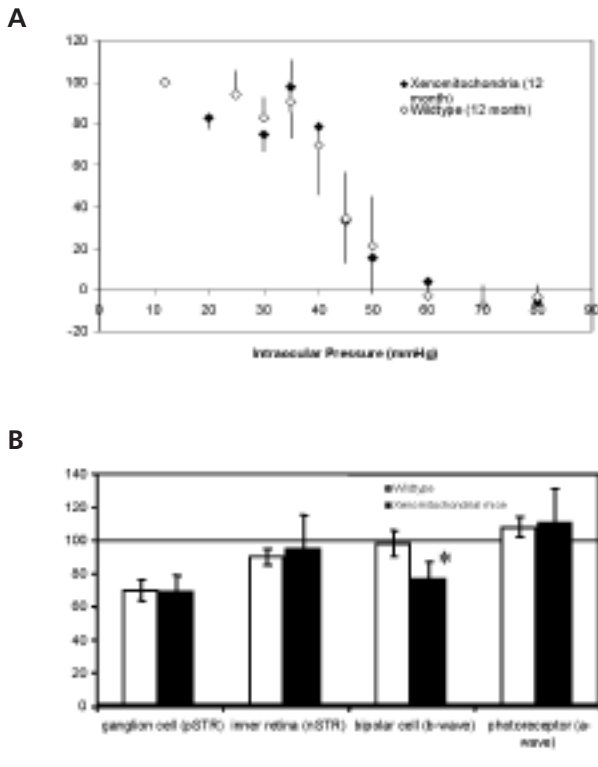 A
120
100
80
60
40
20
0
-20
0 10 20 30 40 50 60 70 80 90
Xenomitochondria (12
month)
Wildtype (12 month)
Intraocular Pressure (mmHg)
B
140
120
100
80
60
40
20
0
Wildtype
Xenomitochondrial mice
*
ganglion cell (pSTR) inner retina (nSTR) bipolar cell (b-wave) photoreceptor (a-
wave)